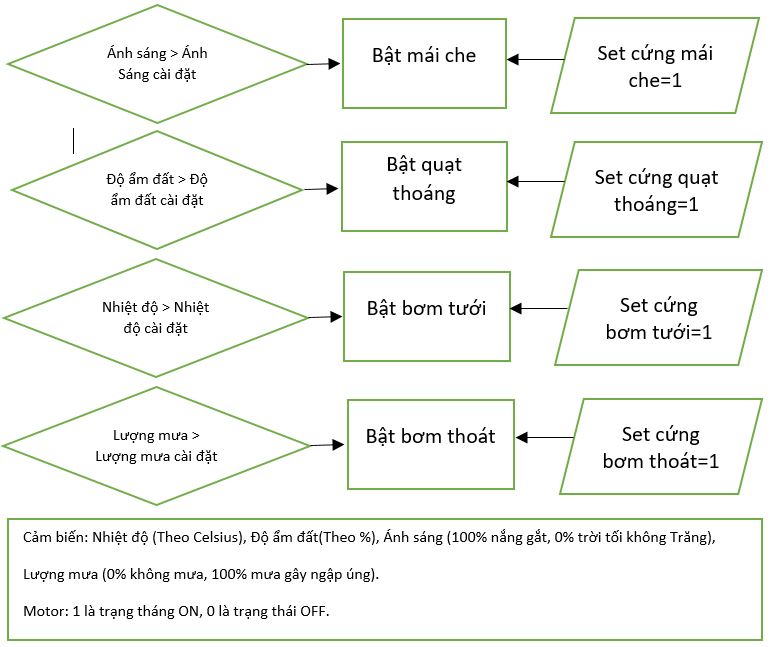 Ánh sáng > Ánh
Sáng cài đặt
Bật mái che
Set cứng mái
che=1
Độ ẩm đất > Độ
ẩm đất cài đặt
Bật quạt
thoáng
Set cứng quạt
thoáng=1
Nhiệt độ > Nhiệt
độ cài đặt
Bật bơm tưới
Set cứng
bơm tưới=1
Lượng mưa >
Lượng mưa cài đặt
Bật bơm thoát
Set cứng
bơm thoát=1
Cảm biến: Nhiệt độ (Theo Celsius), Độ ẩm đất(Theo %), Ánh sáng (100% nắng gắt, 0% trời tối không Trăng),
Lượng mưa (0% không mưa, 100% mưa gây ngập úng).
Motor: 1 là trạng tháng ON, 0 là trạng thái OFF.